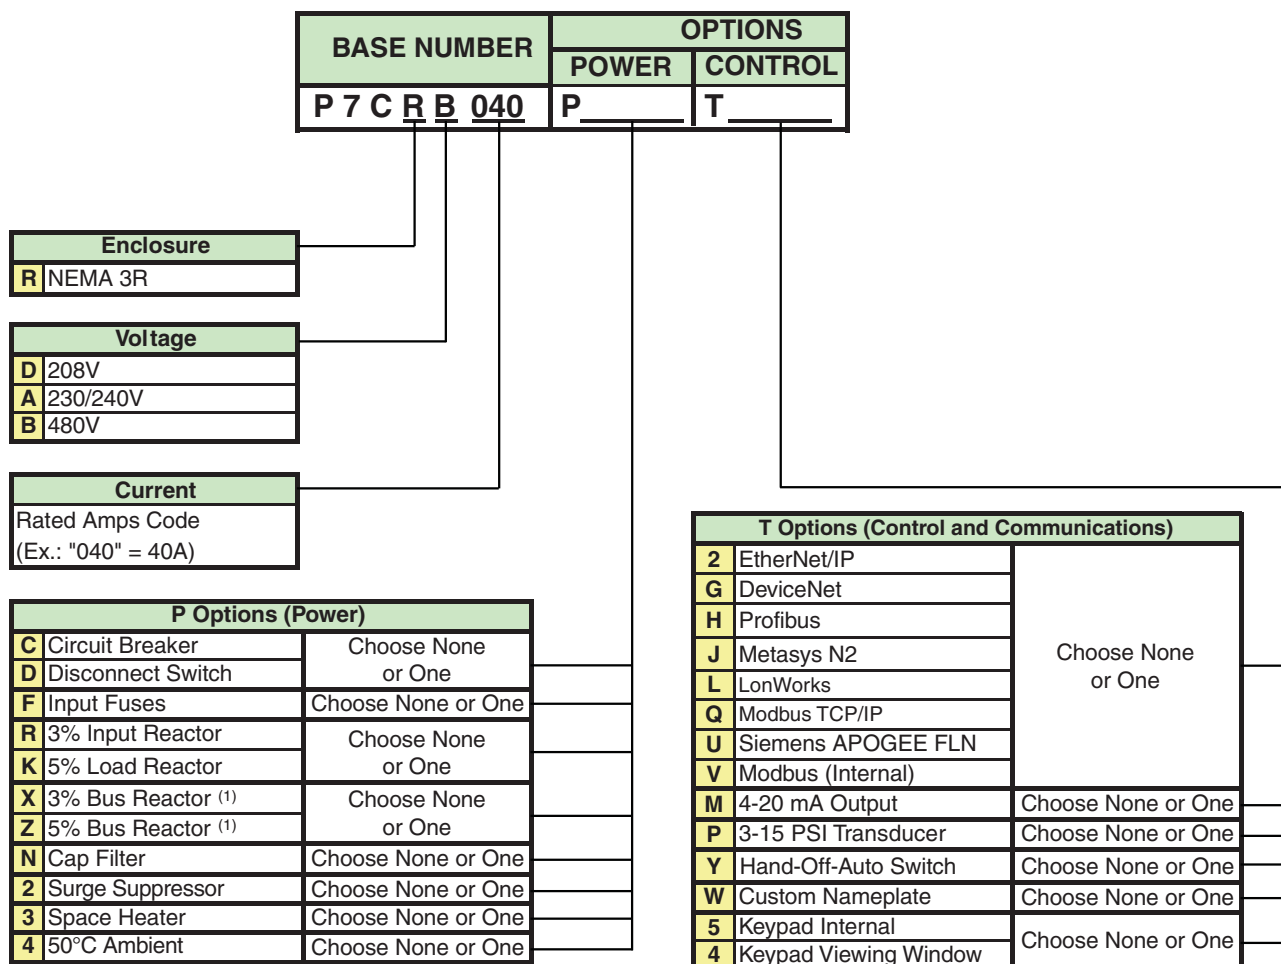 BASE NUMBER
OPTIONS
POWER
CONTROL
P 7 C R B 040
P
T
Enclosure
R NEMA 3R
Voltage
D 208V
A 230/240V
B 480V
Current
Rated Amps Code
(Ex.: "040" = 40A)
P Options (Power)
C Circuit Breaker
D Disconnect Switch
Choose None
or One
F Input Fuses Choose None or One
R 3% Input Reactor
K 5% Load Reactor
Choose None
or One
X 3% Bus Reactor (1)
Z 5% Bus Reactor (1)
Choose None
or One
N Cap Filter Choose None or One
2 Surge Suppressor Choose None or One
3 Space Heater Choose None or One
4 50°C Ambient Choose None or One
T Options (Control and Communications)
2 EtherNet/IP
G DeviceNet
H Profibus
J Metasys N2
L LonWorks
Q Modbus TCP/IP
U Siemens APOGEE FLN
V Modbus (Internal)
Choose None
or One
M 4-20 mA Output Choose None or One
P 3-15 PSI Transducer Choose None or One
Y Hand-Off-Auto Switch Choose None or One
W Custom Nameplate Choose None or One
5 Keypad Internal
4 Keypad Viewing Window
Choose None or One